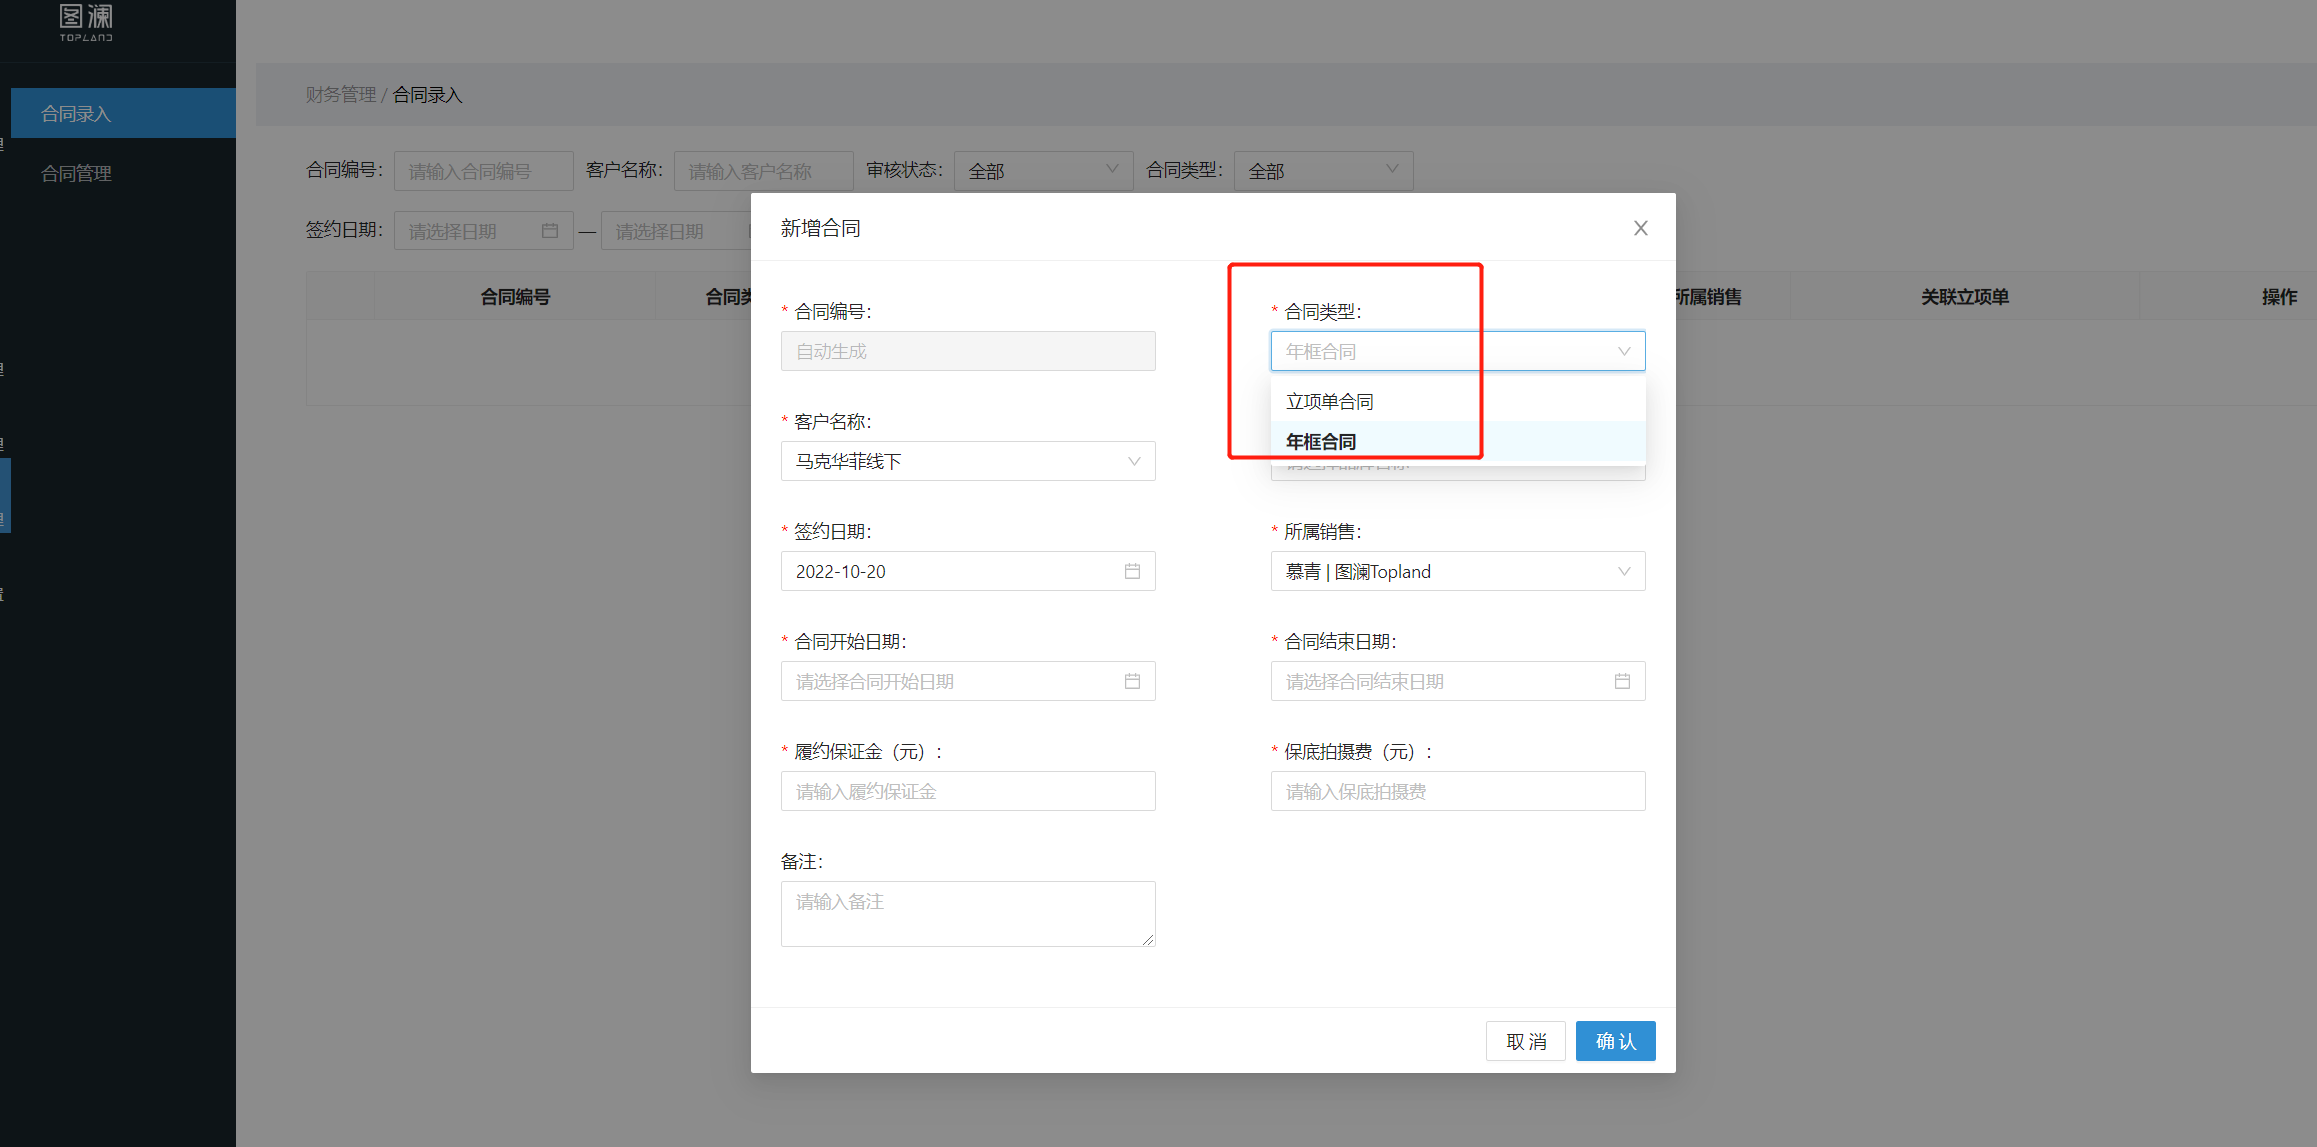 图澜
TOPLAND
合同录入
合同管理
财务管理 / 合同录入
合同编号: 请输入合同编号 客户名称: 请输入客户名称 审核状态: 全部 合同类型: 全部
签约日期: 请选择日期 — 请选择日期
合同编号 合同类 所属销售 关联立项单 操作
新增合同
* 合同编号:
自动生成
* 合同类型:
年框合同
立项单合同
年框合同
* 客户名称:
马克华菲线下
* 签约日期:
2022-10-20
* 所属销售:
慕青 | 图澜Topland
* 合同开始日期:
请选择合同开始日期
* 合同结束日期:
请选择合同结束日期
* 履约保证金（元）:
请输入履约保证金
* 保底拍摄费（元）:
请输入保底拍摄费
备注:
请输入备注
取 消
确 认